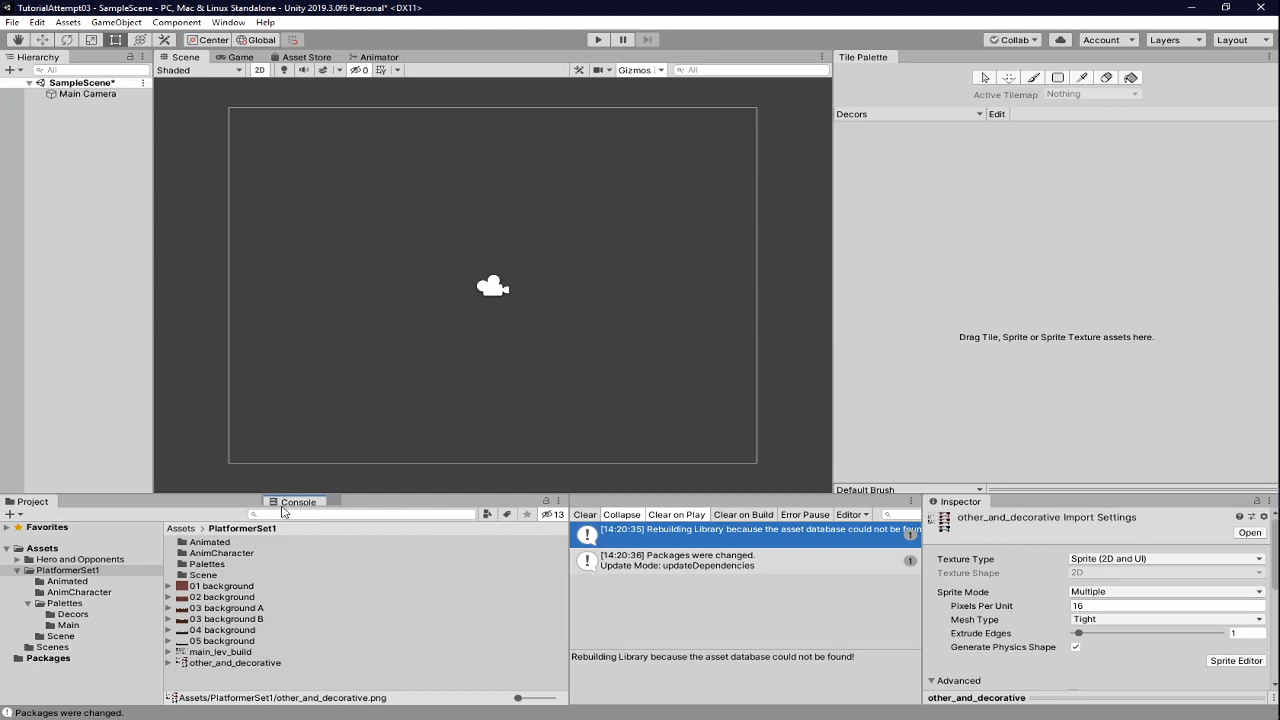 TutorialAttempt03 - SampleScene - PC, Mac & Linux Standalone - Unity 2019.3.0f6 Personal* <DX11>
File Edit Assets GameObject Component Window Help
Center Global Collab Account Layers Layout
Hierarchy Scene Game Asset Store Animator Tile Palette
All Shaded 2D 0 Gizmos All
SampleScene*
Main Camera
Active Tilemap Nothing
Decors Edit
Drag Tile, Sprite or Sprite Texture assets here.
Default Brush
Project Console Inspector
13 Clear Collapse Clear on Play Clear on Build Error Pause Editor
Favorites
Assets
Hero and Opponents
PlatformerSet1
Animated
AnimCharacter
Palettes
Decors
Main
Scene
Scenes
Packages
Assets > PlatformerSet1
Animated
AnimCharacter
Palettes
Scene
01 background
02 background
03 background A
03 background B
04 background
05 background
main_lev_build
other_and_decorative
Assets/PlatformerSet1/other_and_decorative.png
[14:20:35] Rebuilding Library because the asset database could not be foun
1
[14:20:36] Packages were changed.
Update Mode: updateDependencies
1
Rebuilding Library because the asset database could not be found!
other_and_decorative Import Settings
Open
Texture Type Sprite (2D and UI)
Texture Shape 2D
Sprite Mode Multiple
Pixels Per Unit 16
Mesh Type Tight
Extrude Edges 1
Generate Physics Shape
Sprite Editor
Advanced
other_and_decorative
Packages were changed.